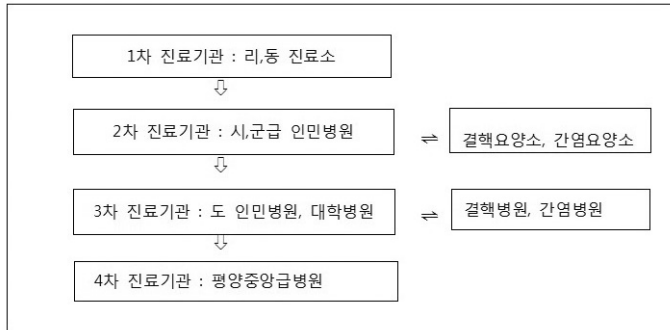 1차 진료기관 : 리,동 진료소
⇩
2차 진료기관 : 시,군급 인민병원 ⇌ 결핵요양소, 간염요양소
⇩
3차 진료기관 : 도 인민병원, 대학병원 ⇌ 결핵병원, 간염병원
⇩
4차 진료기관 : 평양중앙급병원